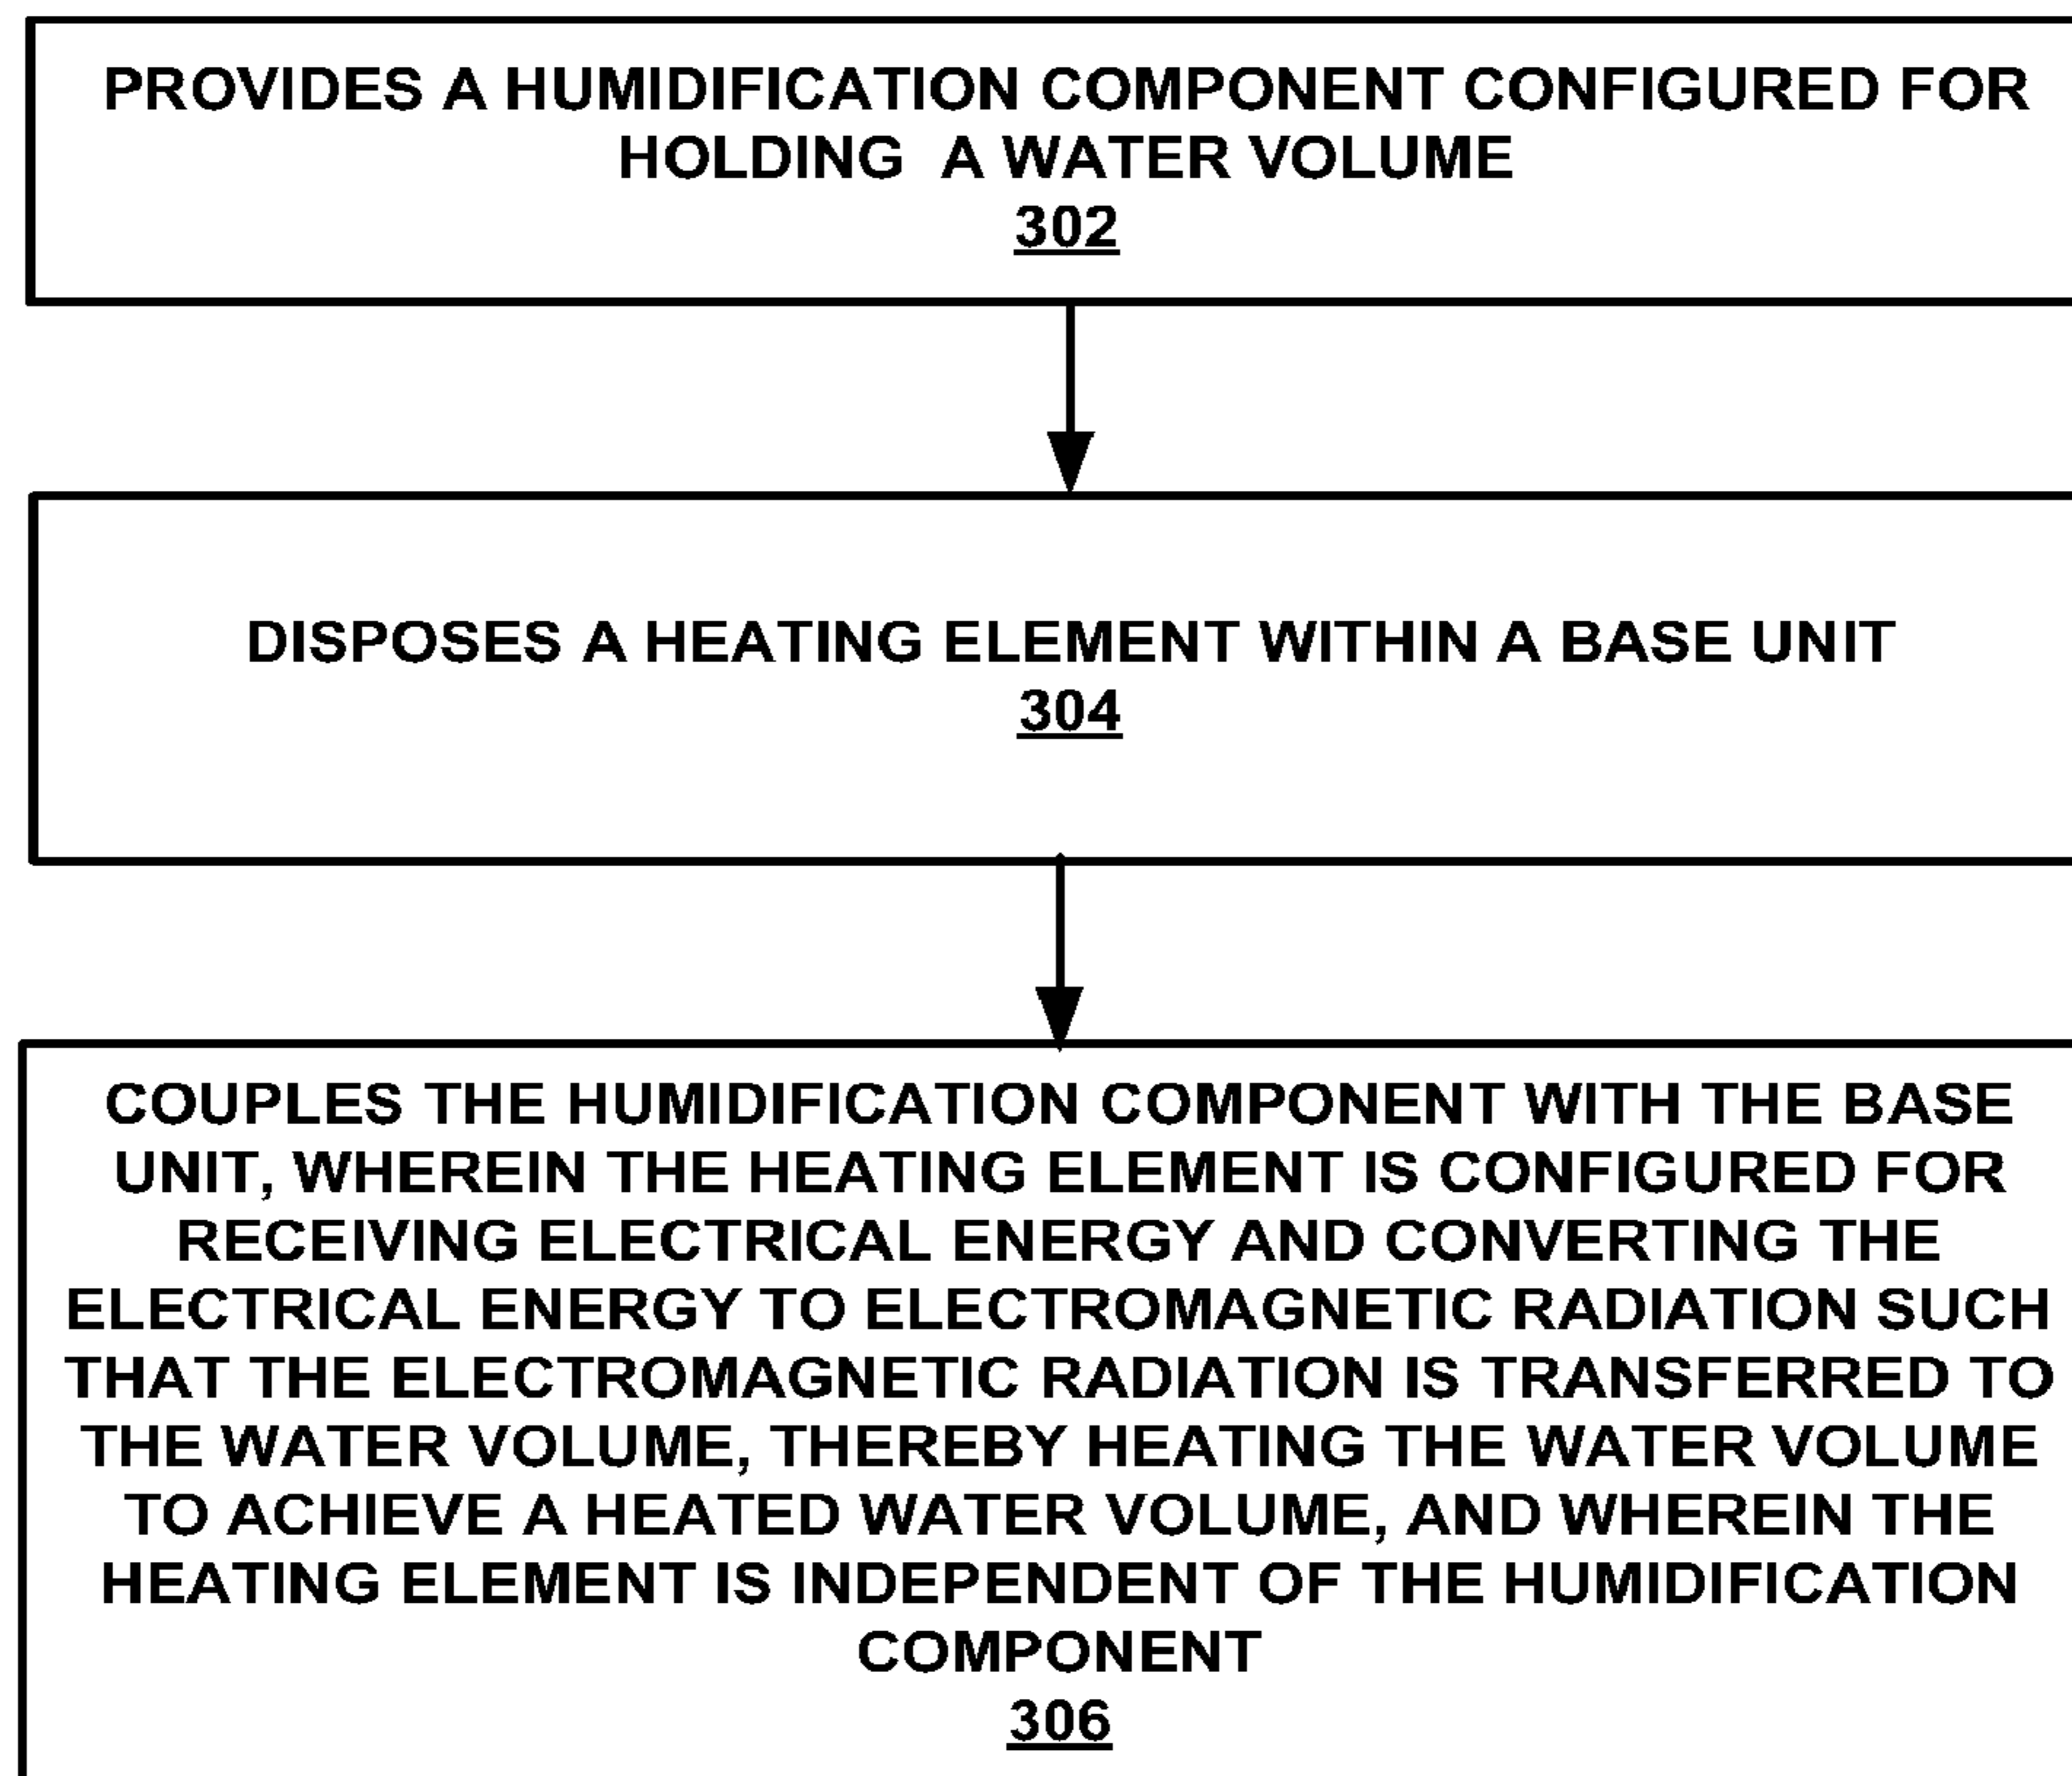 PROVIDES A HUMIDIFICATION COMPONENT CONFIGURED FOR
HOLDING A WATER VOLUME
302
DISPOSES A HEATING ELEMENT WITHIN A BASE UNIT
304
COUPLES THE HUMIDIFICATION COMPONENT WITH THE BASE
UNIT, WHEREIN THE HEATING ELEMENT IS CONFIGURED FOR
RECEIVING ELECTRICAL ENERGY AND CONVERTING THE
ELECTRICAL ENERGY TO ELECTROMAGNETIC RADIATION SUCH
THAT THE ELECTROMAGNETIC RADIATION IS TRANSFERRED TO
THE WATER VOLUME, THEREBY HEATING THE WATER VOLUME
TO ACHIEVE A HEATED WATER VOLUME, AND WHEREIN THE
HEATING ELEMENT IS INDEPENDENT OF THE HUMIDIFICATION
COMPONENT
306